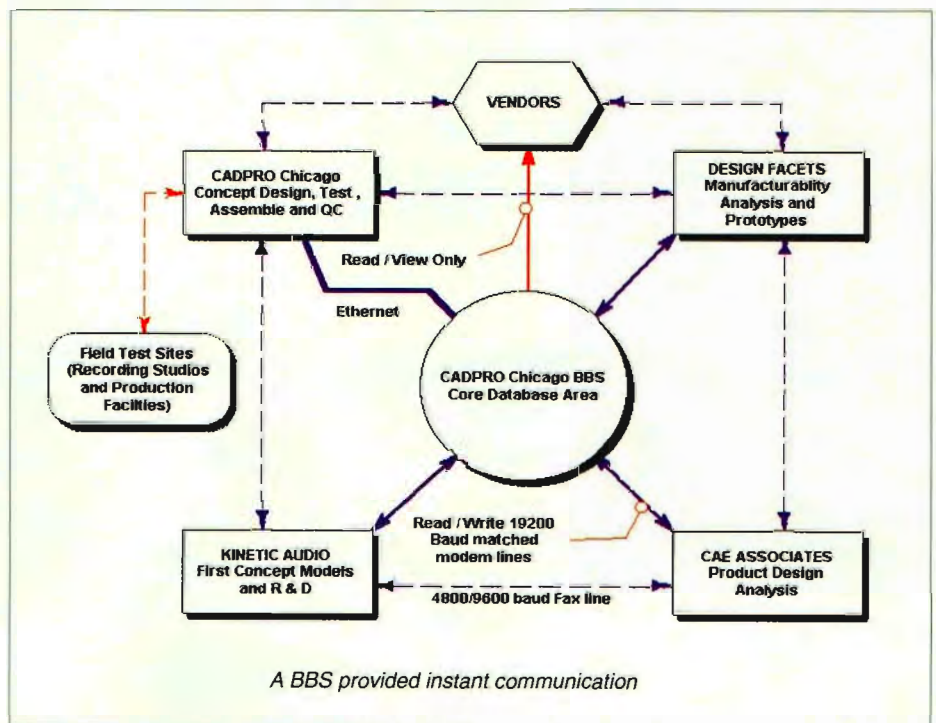 VENDORS
CADPRO Chicago
Concept Design, Test ,
Assemble and QC
DESIGN FACETS
Manufacturablity
Analysis and
Prototypes
Read / View Only
Ethernet
Field Test Sites
(Recording Studios
and Production
Facilties)
CADPRO Chicago BBS
Core Database Area
Read / Write 19200
Baud matched
modem lines
KINETIC AUDIO
First Concept Models
and R & D
4800/9600 baud Fax line
CAE ASSOCIATES
Product Design
Analysis
A BBS provided instant communication